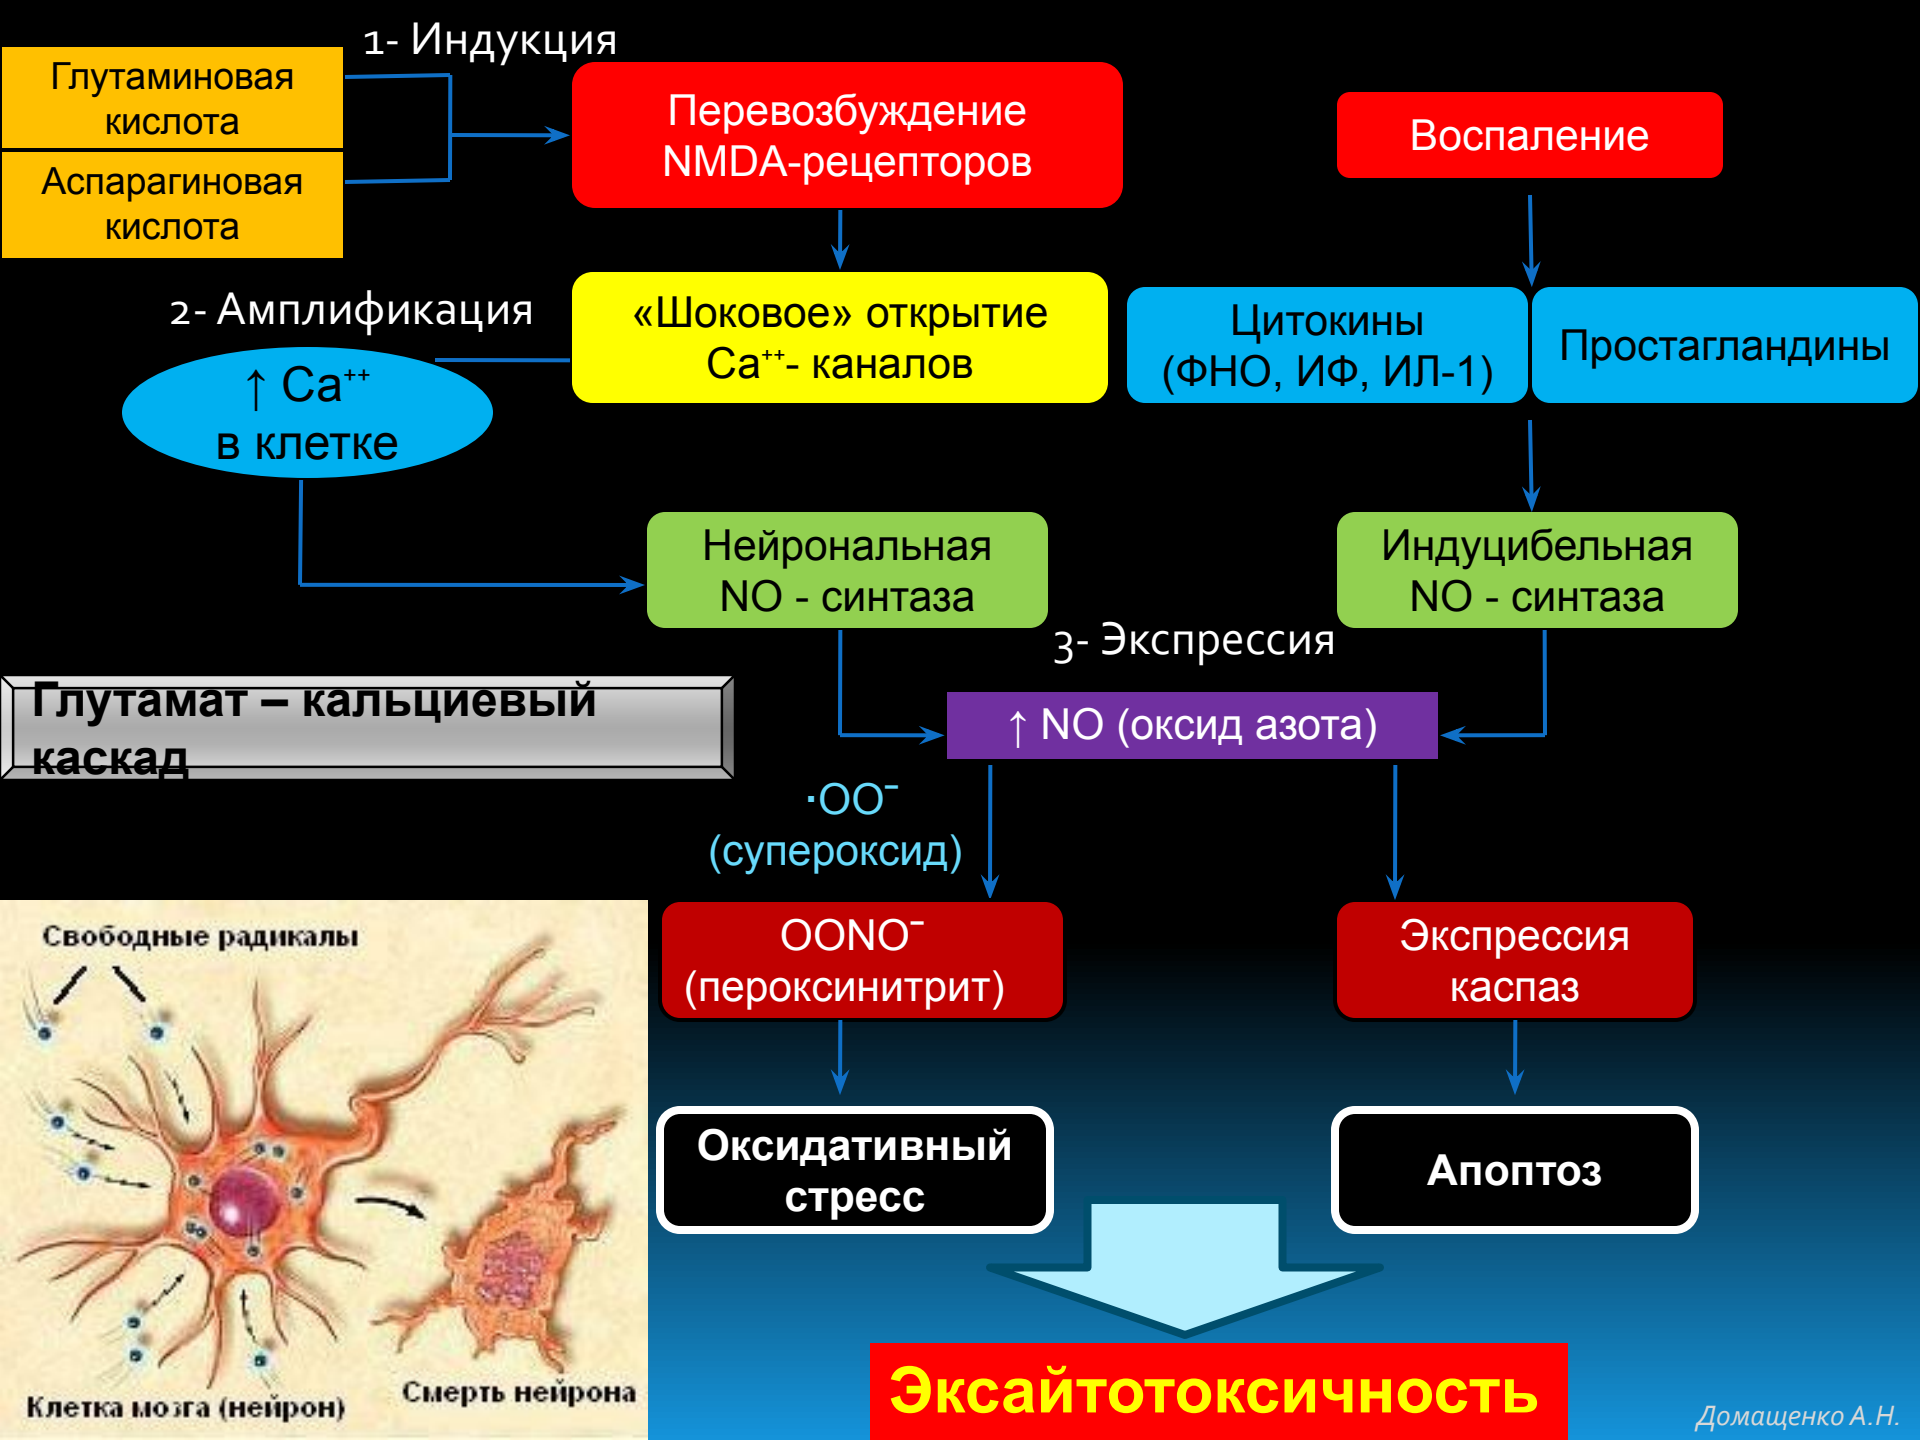 1- Индукция
Глутаминовая
кислота
Аспарагиновая
кислота
Перевозбуждение
NMDA-рецепторов
Воспаление
2- Амплификация
«Шоковое» открытие
Ca⁺⁺- каналов
Цитокины
(ФНО, ИФ, ИЛ-1)
Простагландины
↑ Ca⁺⁺
в клетке
Нейрональная
NO - синтаза
Индуцибельная
NO - синтаза
3- Экспрессия
Глутамат – кальциевый
каскад
↑ NO (оксид азота)
·OO⁻
(супероксид)
OONO⁻
(пероксинитрит)
Экспрессия
каспаз
Свободные радикалы
Оксидативный
стресс
Апоптоз
Смерть нейрона
Клетка мозга (нейрон)
Эксайтотоксичность
Домащенко А.Н.